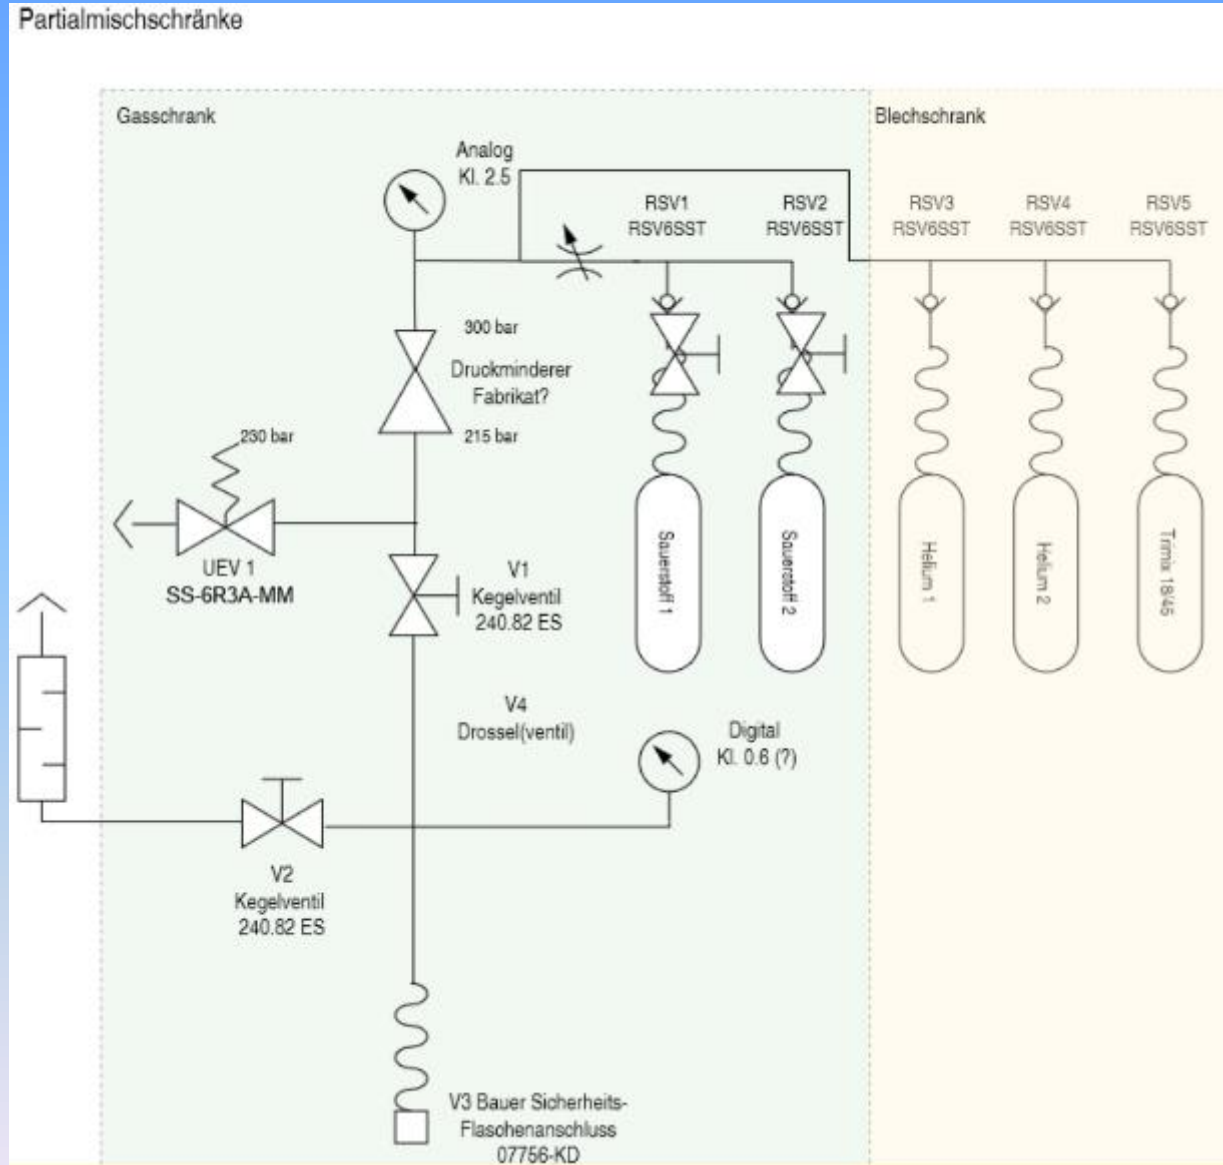 Partialmischschränke
Gasschrank
Blechschrank
Analog
Kl. 2.5
RSV1
RSV6SST
RSV2
RSV6SST
RSV3
RSV6SST
RSV4
RSV6SST
RSV5
RSV6SST
300 bar
Druckminderer
Fabrikat?
215 bar
230 bar
UEV 1
SS-6R3A-MM
V1
Kegelventil
240.82 ES
Sauerstoff 1
Sauerstoff 2
Helium 1
Helium 2
Trimix 18/45
V4
Drossel(ventil)
Digital
Kl. 0.6 (?)
V2
Kegelventil
240.82 ES
V3 Bauer Sicherheits-
Flaschenanschluss
07756-KD